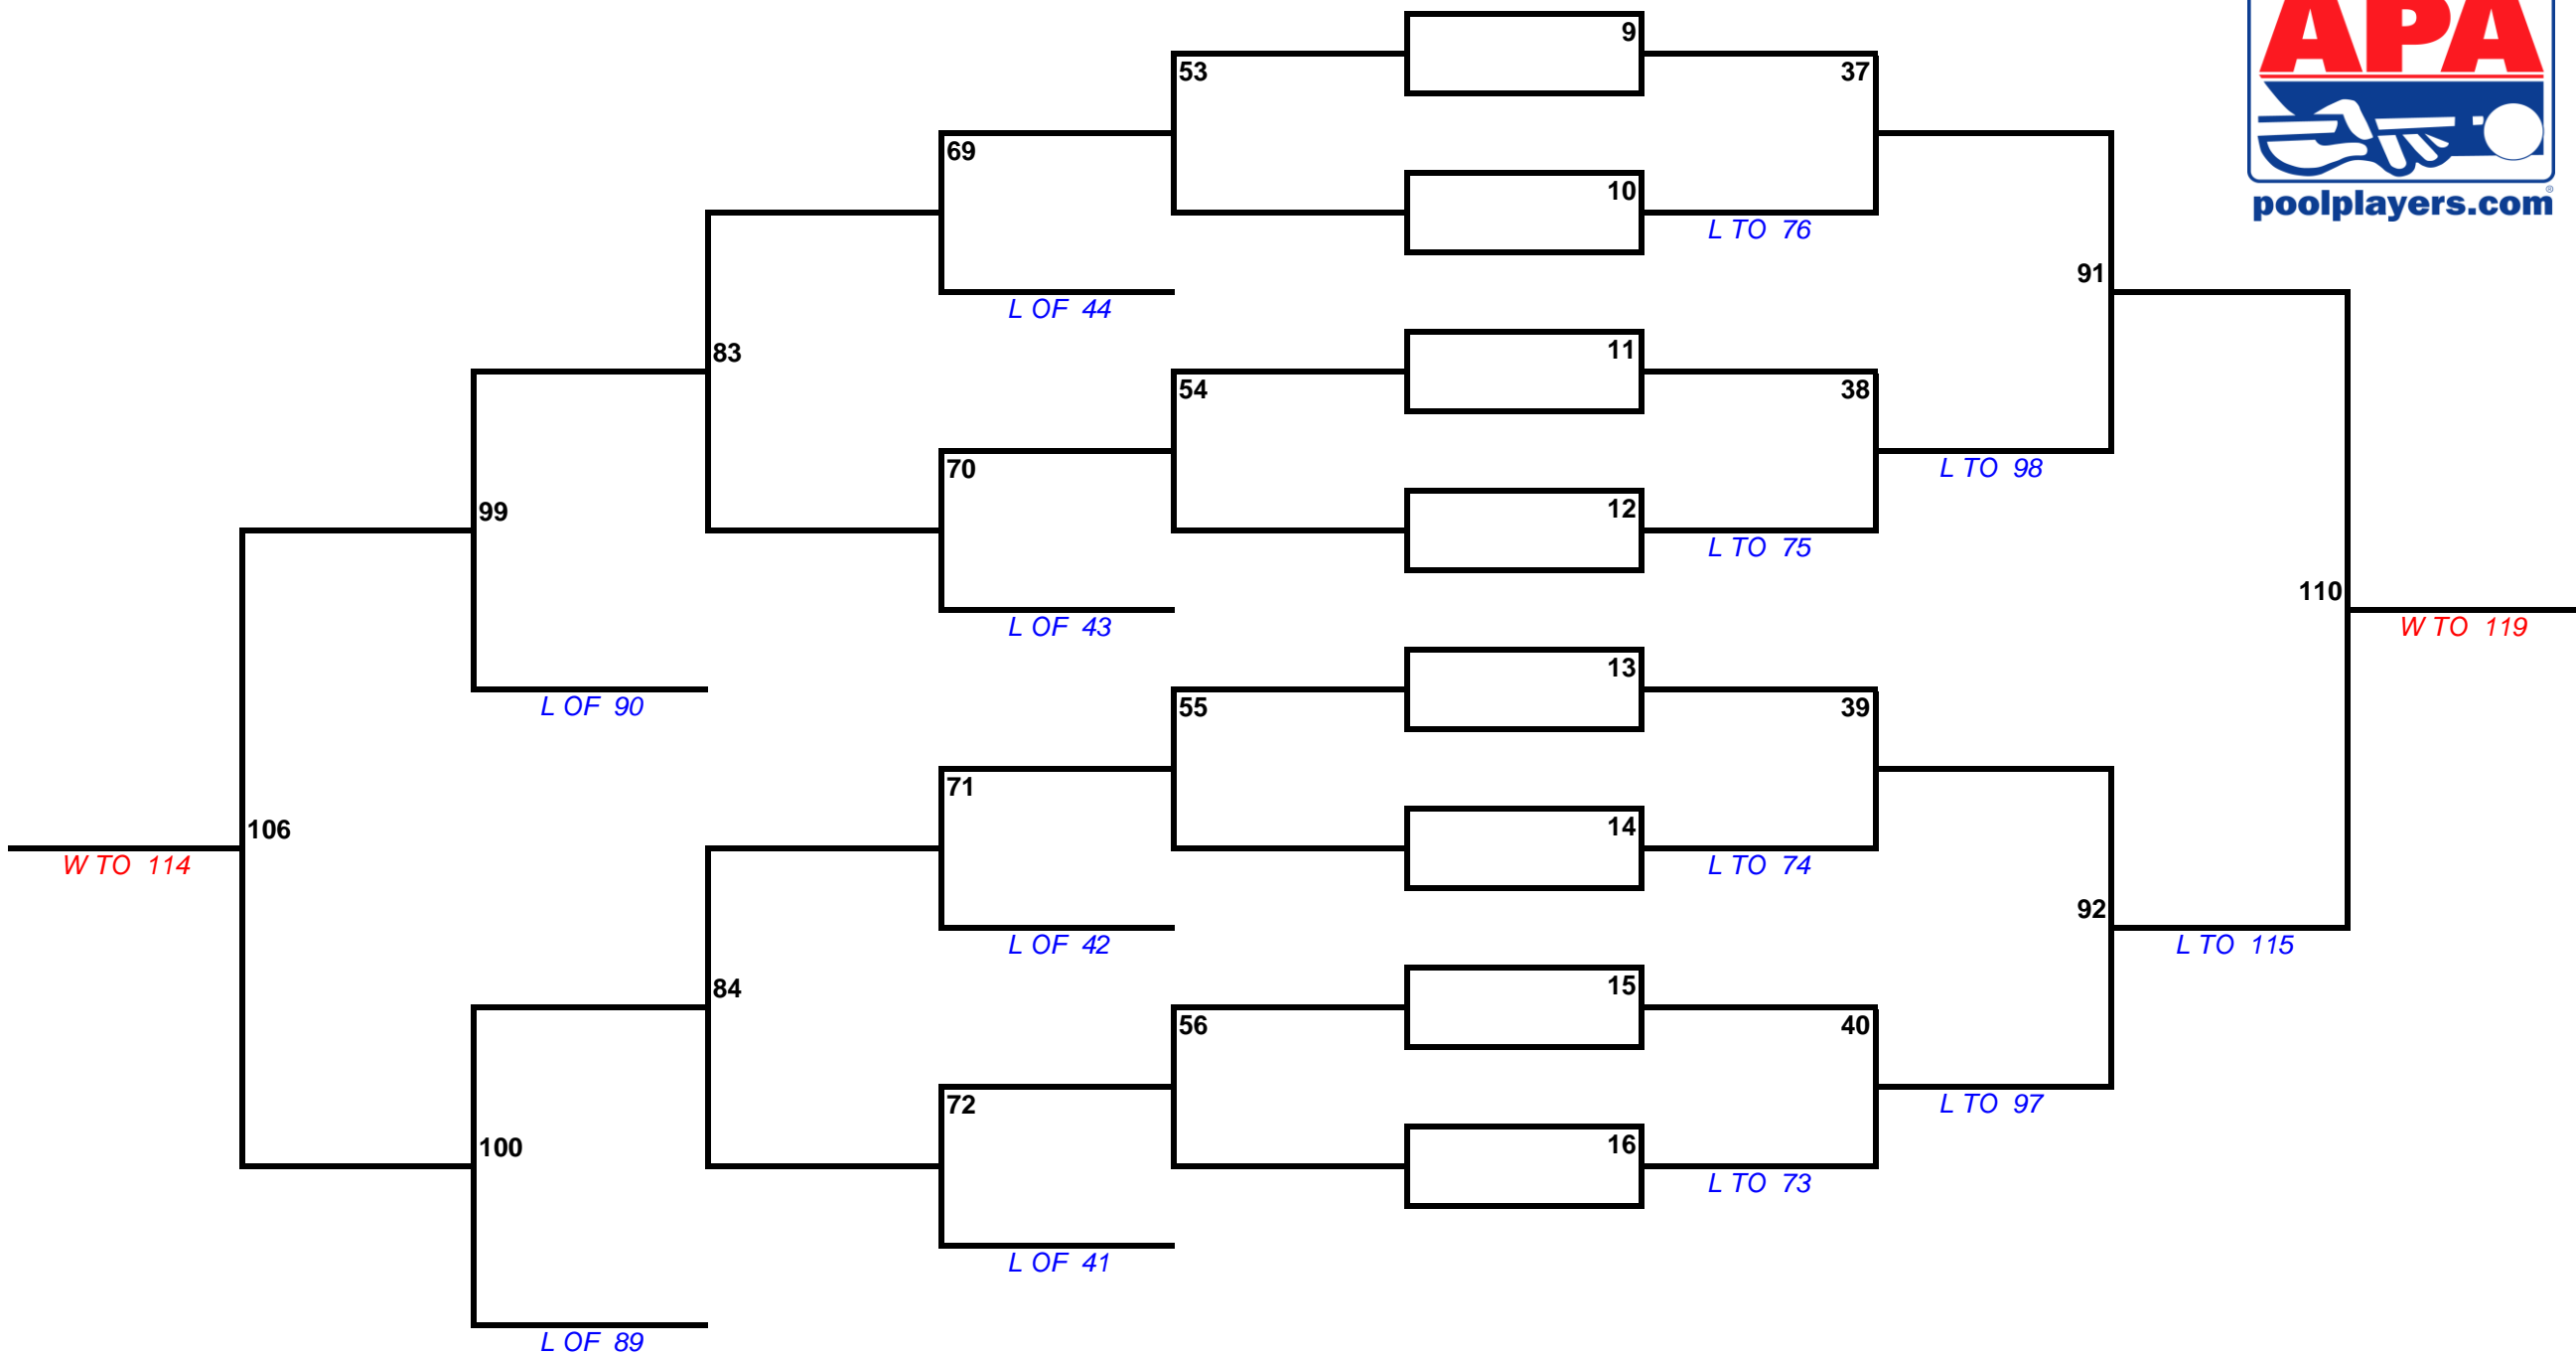 APA
poolplayers.com®
9
53
37
69
10
L TO 76
91
L OF 44
83
11
54
38
70
L TO 98
99
12
L TO 75
110
L OF 43
W TO 119
13
L OF 90
55
39
71
106
14
W TO 114
L TO 74
92
L OF 42
L TO 115
84
15
56
40
72
L TO 97
100
16
L TO 73
L OF 41
L OF 89